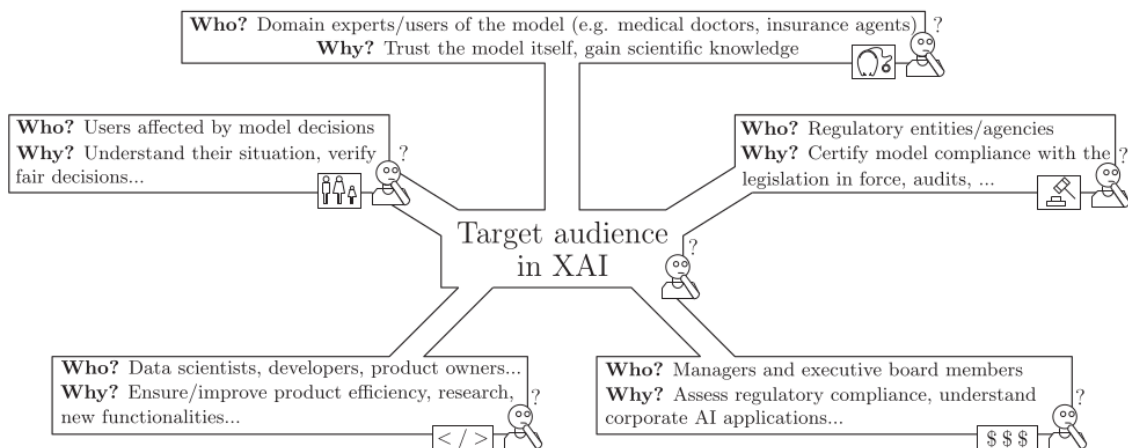 Who? Domain experts/users of the model (e.g. medical doctors, insurance agents)
?
Why? Trust the model itself, gain scientific knowledge
Who? Users affected by model decisions
Why? Understand their situation, verify
fair decisions...
?
Who? Regulatory entities/agencies
Why? Certify model compliance with the
legislation in force, audits, ...
?
Target audience
in XAI
?
Who? Data scientists, developers, product owners...
Why? Ensure/improve product efficiency, research,
new functionalities...
?
< / >
Who? Managers and executive board members
Why? Assess regulatory compliance, understand
corporate AI applications...
?
$ $ $